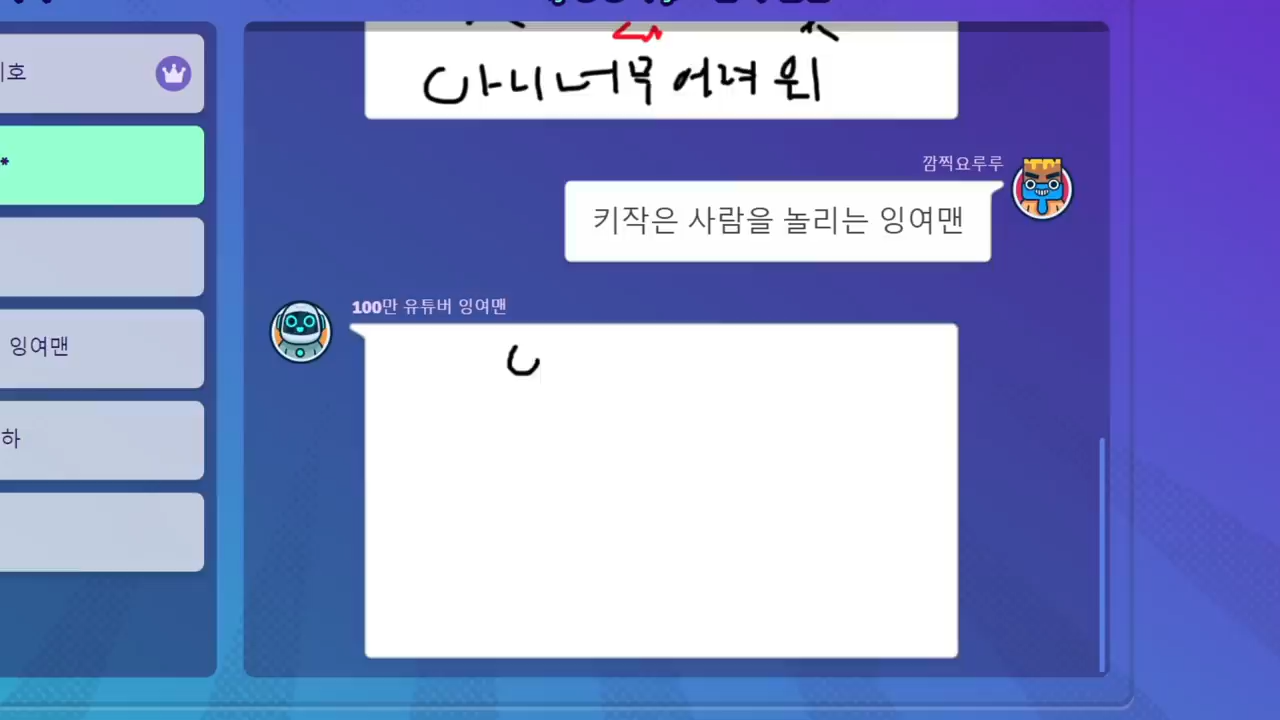 아니너무어려워
깜찍요루루
키작은 사람을 놀리는 잉여맨
100만 유튜버 잉여맨
잉여맨
하